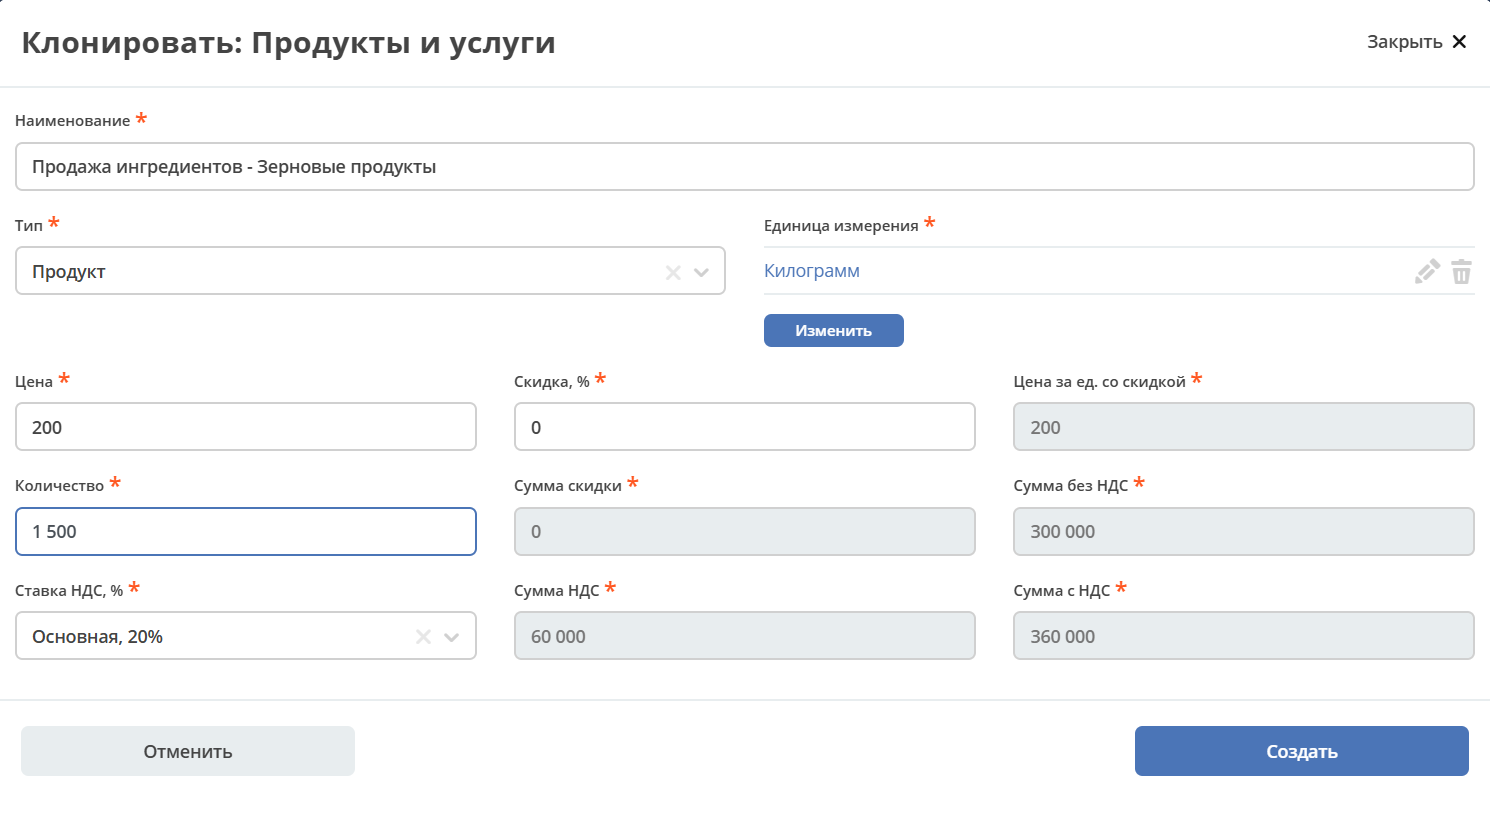 Клонировать: Продукты и услуги
Закрыть
Наименование *
Продажа ингредиентов - Зерновые продукты
Тип *
Единица измерения *
Продукт
Килограмм
Изменить
Цена *
Скидка, % *
Цена за ед. со скидкой *
200
0
200
Количество *
Сумма скидки *
Сумма без НДС *
1 500
0
300 000
Ставка НДС, % *
Сумма НДС *
Сумма с НДС *
Основная, 20%
60 000
360 000
Отменить
Создать